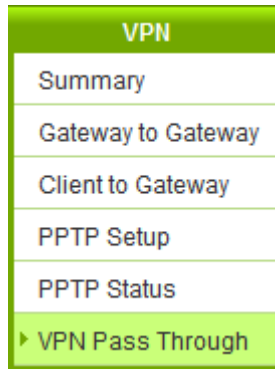 VPN
Summary
Gateway to Gateway
Client to Gateway
PPTP Setup
PPTP Status
VPN Pass Through